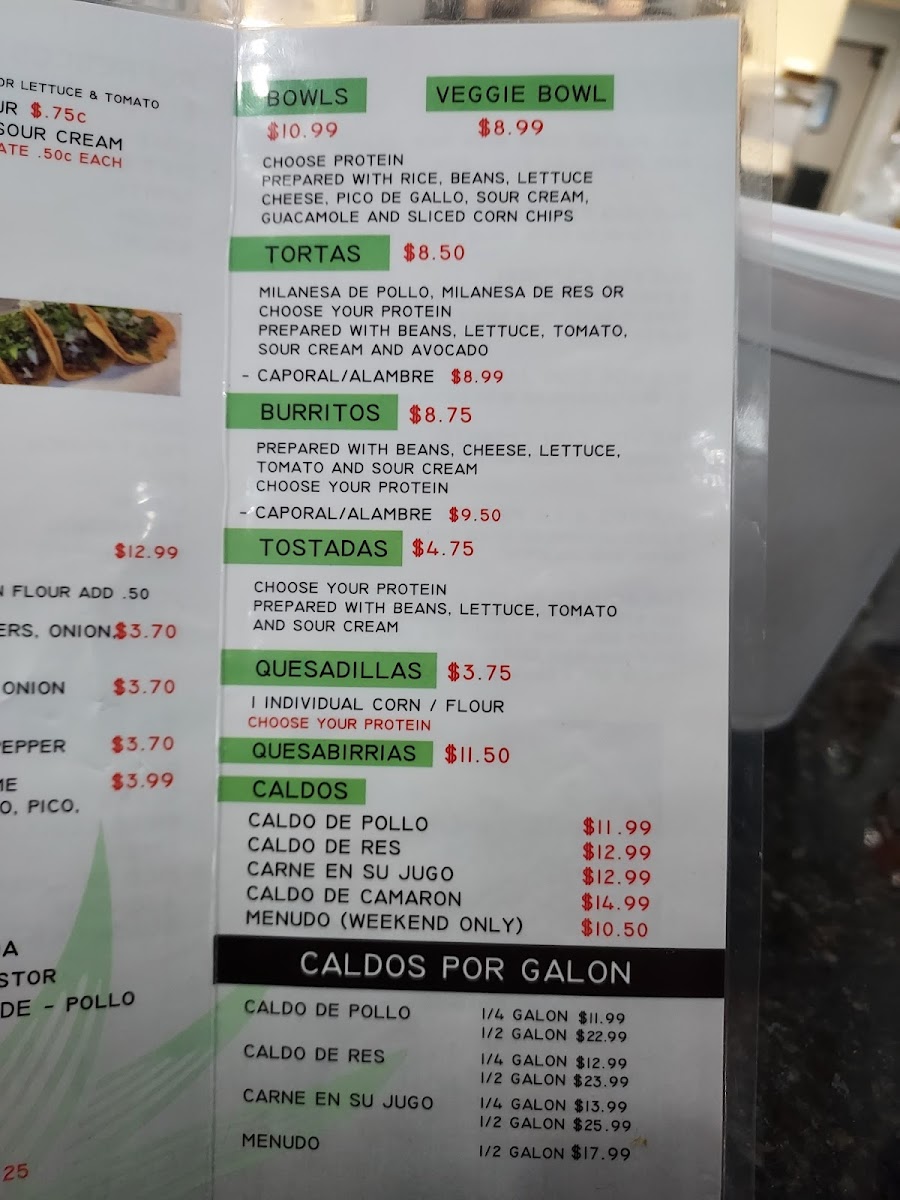 OR LETTUCE & TOMATO
UR $.75c
SOUR CREAM
ATE .50c EACH
$12.99
N FLOUR ADD .50
ERS, ONION, $3.70
ONION $3.70
EPPER $3.70
ME $3.99
O, PICO,
DA
STOR
DE - POLLO
25
BOWLS VEGGIE BOWL
$10.99 $8.99
CHOOSE PROTEIN
PREPARED WITH RICE, BEANS, LETTUCE
CHEESE, PICO DE GALLO, SOUR CREAM,
GUACAMOLE AND SLICED CORN CHIPS
TORTAS $8.50
MILANESA DE POLLO, MILANESA DE RES OR
CHOOSE YOUR PROTEIN
PREPARED WITH BEANS, LETTUCE, TOMATO,
SOUR CREAM AND AVOCADO
- CAPORAL/ALAMBRE $8.99
BURRITOS $8.75
PREPARED WITH BEANS, CHEESE, LETTUCE,
TOMATO AND SOUR CREAM
CHOOSE YOUR PROTEIN
- CAPORAL/ALAMBRE $9.50
TOSTADAS $4.75
CHOOSE YOUR PROTEIN
PREPARED WITH BEANS, LETTUCE, TOMATO
AND SOUR CREAM
QUESADILLAS $3.75
1 INDIVIDUAL CORN / FLOUR
CHOOSE YOUR PROTEIN
QUESABIRRIAS $11.50
CALDOS
CALDO DE POLLO $11.99
CALDO DE RES $12.99
CARNE EN SU JUGO $12.99
CALDO DE CAMARON $14.99
MENUDO (WEEKEND ONLY) $10.50
CALDOS POR GALON
CALDO DE POLLO 1/4 GALON $11.99
1/2 GALON $22.99
CALDO DE RES 1/4 GALON $12.99
1/2 GALON $23.99
CARNE EN SU JUGO 1/4 GALON $13.99
1/2 GALON $25.99
MENUDO 1/2 GALON $17.99